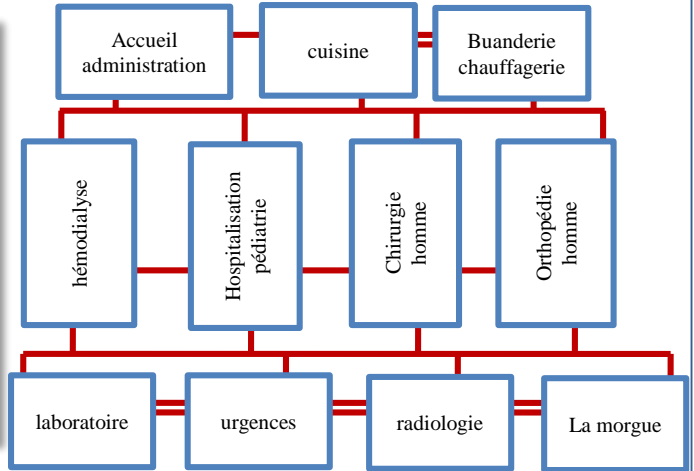 Accueil
administration
cuisine
Buanderie
chauffagerie
hémodialyse
Hospitalisation
pédiatrie
Chirurgie
homme
Orthopédie
homme
laboratoire
urgences
radiologie
La morgue